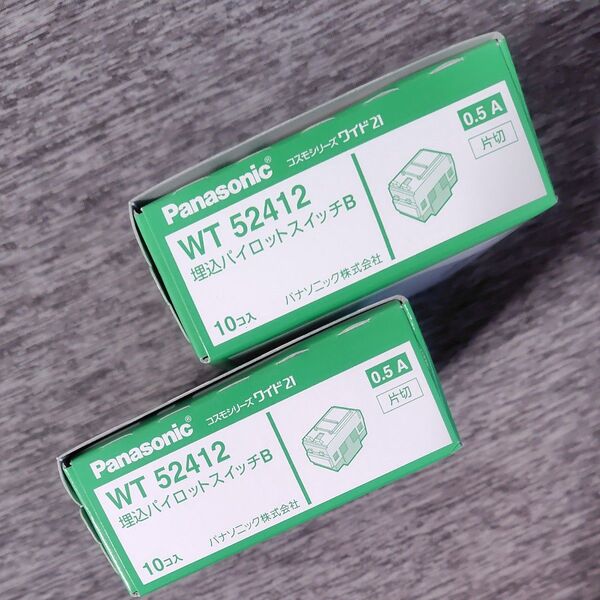 Panasonic® コスモシリーズ ワイド21 0.5A
WT 52412 片切
埋込パイロットスイッチB
10コ入 パナソニック株式会社
Panasonic® コスモシリーズ ワイド21 0.5A
WT 52412 片切
埋込パイロットスイッチB
10コ入 パナソニック株式会社